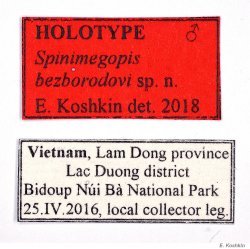 HOLOTYPE ♂
Spinimegopis
bezborodovi sp. n.
E. Koshkin det. 2018
Vietnam, Lam Dong province
Lac Duong district
Bidoup Núi Bà National Park
25.IV.2016, local collector leg.
E. Koshkin